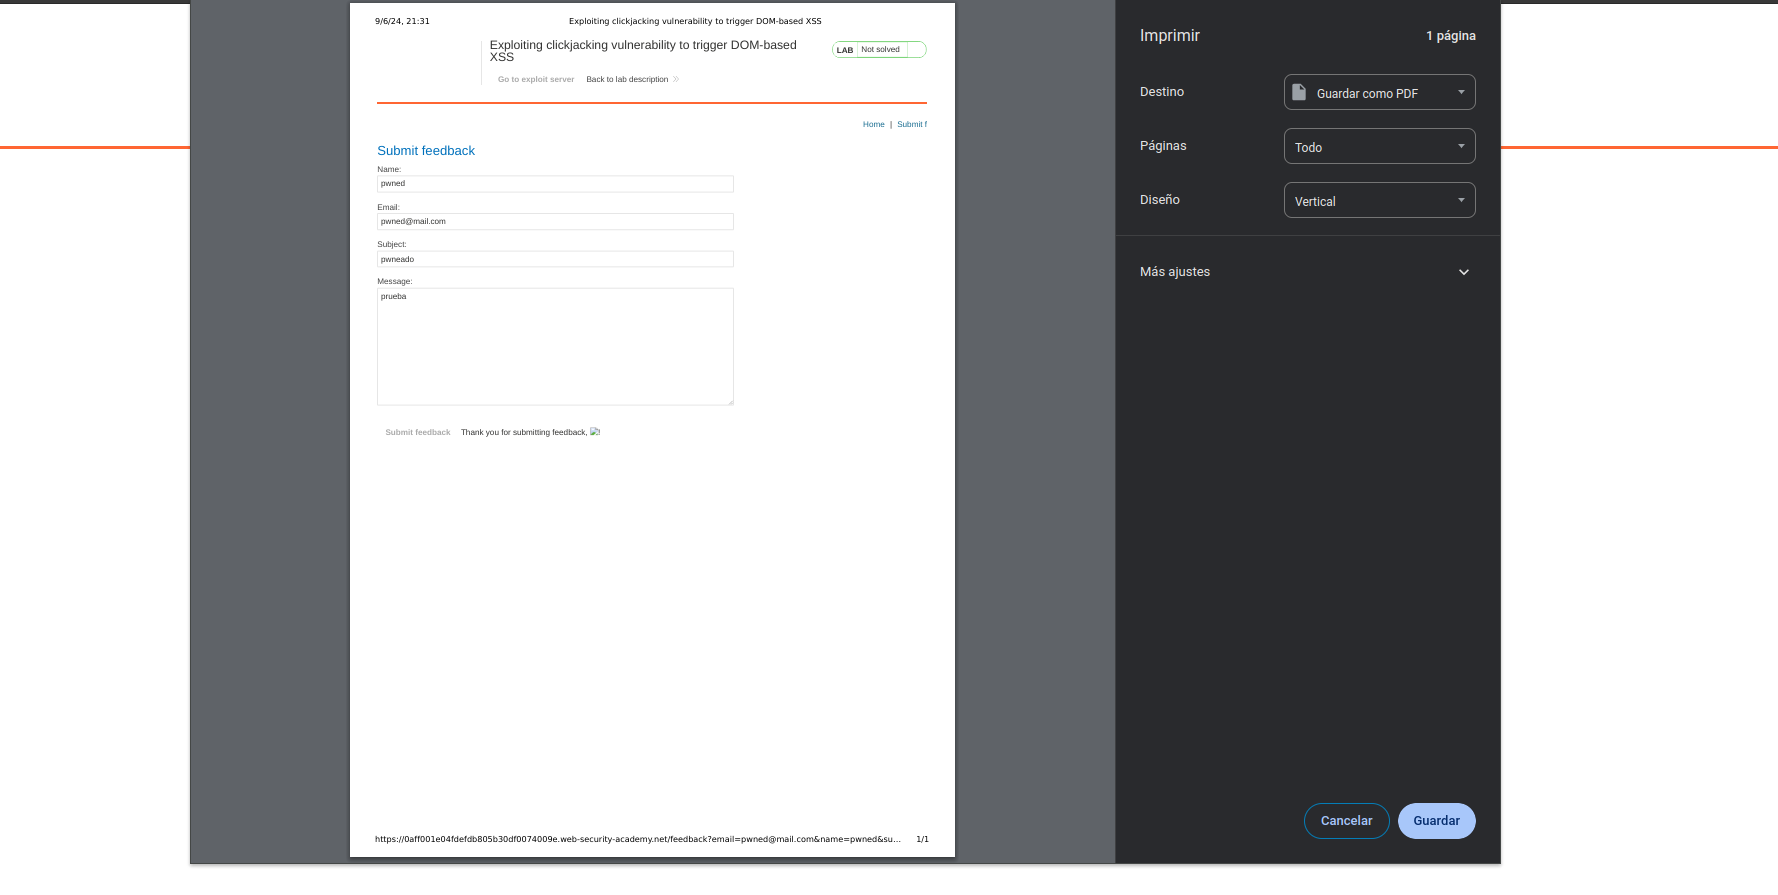 9/6/24, 21:31
Exploiting clickjacking vulnerability to trigger DOM-based XSS
Exploiting clickjacking vulnerability to trigger DOM-based
XSS
LAB Not solved
Go to exploit server Back to lab description
Home | Submit f
Submit feedback
Name:
pwned
Email:
pwned@mail.com
Subject:
pwneado
Message:
prueba
Submit feedback Thank you for submitting feedback, !
https://0aff001e04fdefdb805b30df0074009e.web-security-academy.net/feedback?email=pwned@mail.com&name=pwned&su...
1/1
Imprimir
1 página
Destino
Guardar como PDF
Páginas
Todo
Diseño
Vertical
Más ajustes
Cancelar
Guardar